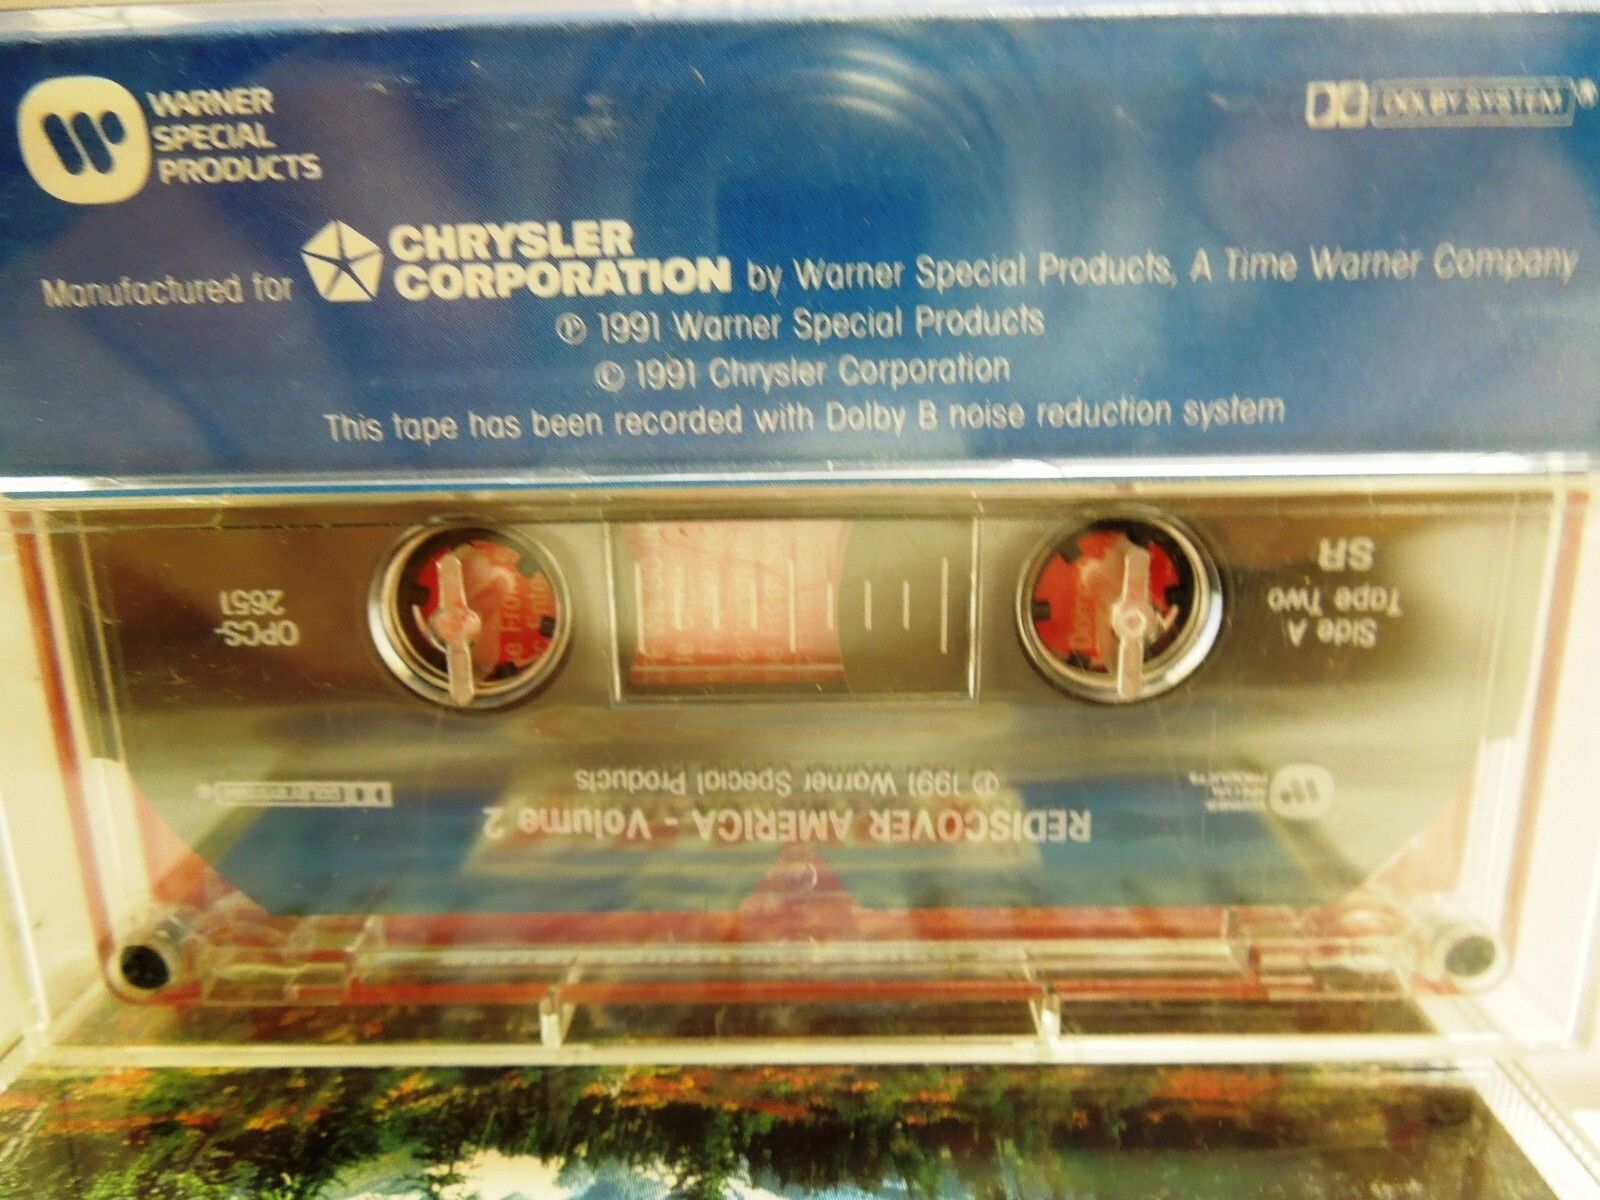 WARNER
SPECIAL
PRODUCTS
DOLBY SYSTEM®
Manufactured for CHRYSLER CORPORATION by Warner Special Products, A Time Warner Company
℗ 1991 Warner Special Products
© 1991 Chrysler Corporation
This tape has been recorded with Dolby B noise reduction system
Side A
Tape Two
SR
OPCS-
2651
REDISCOVER AMERICA - Volume 2
℗ 1991 Warner Special Products